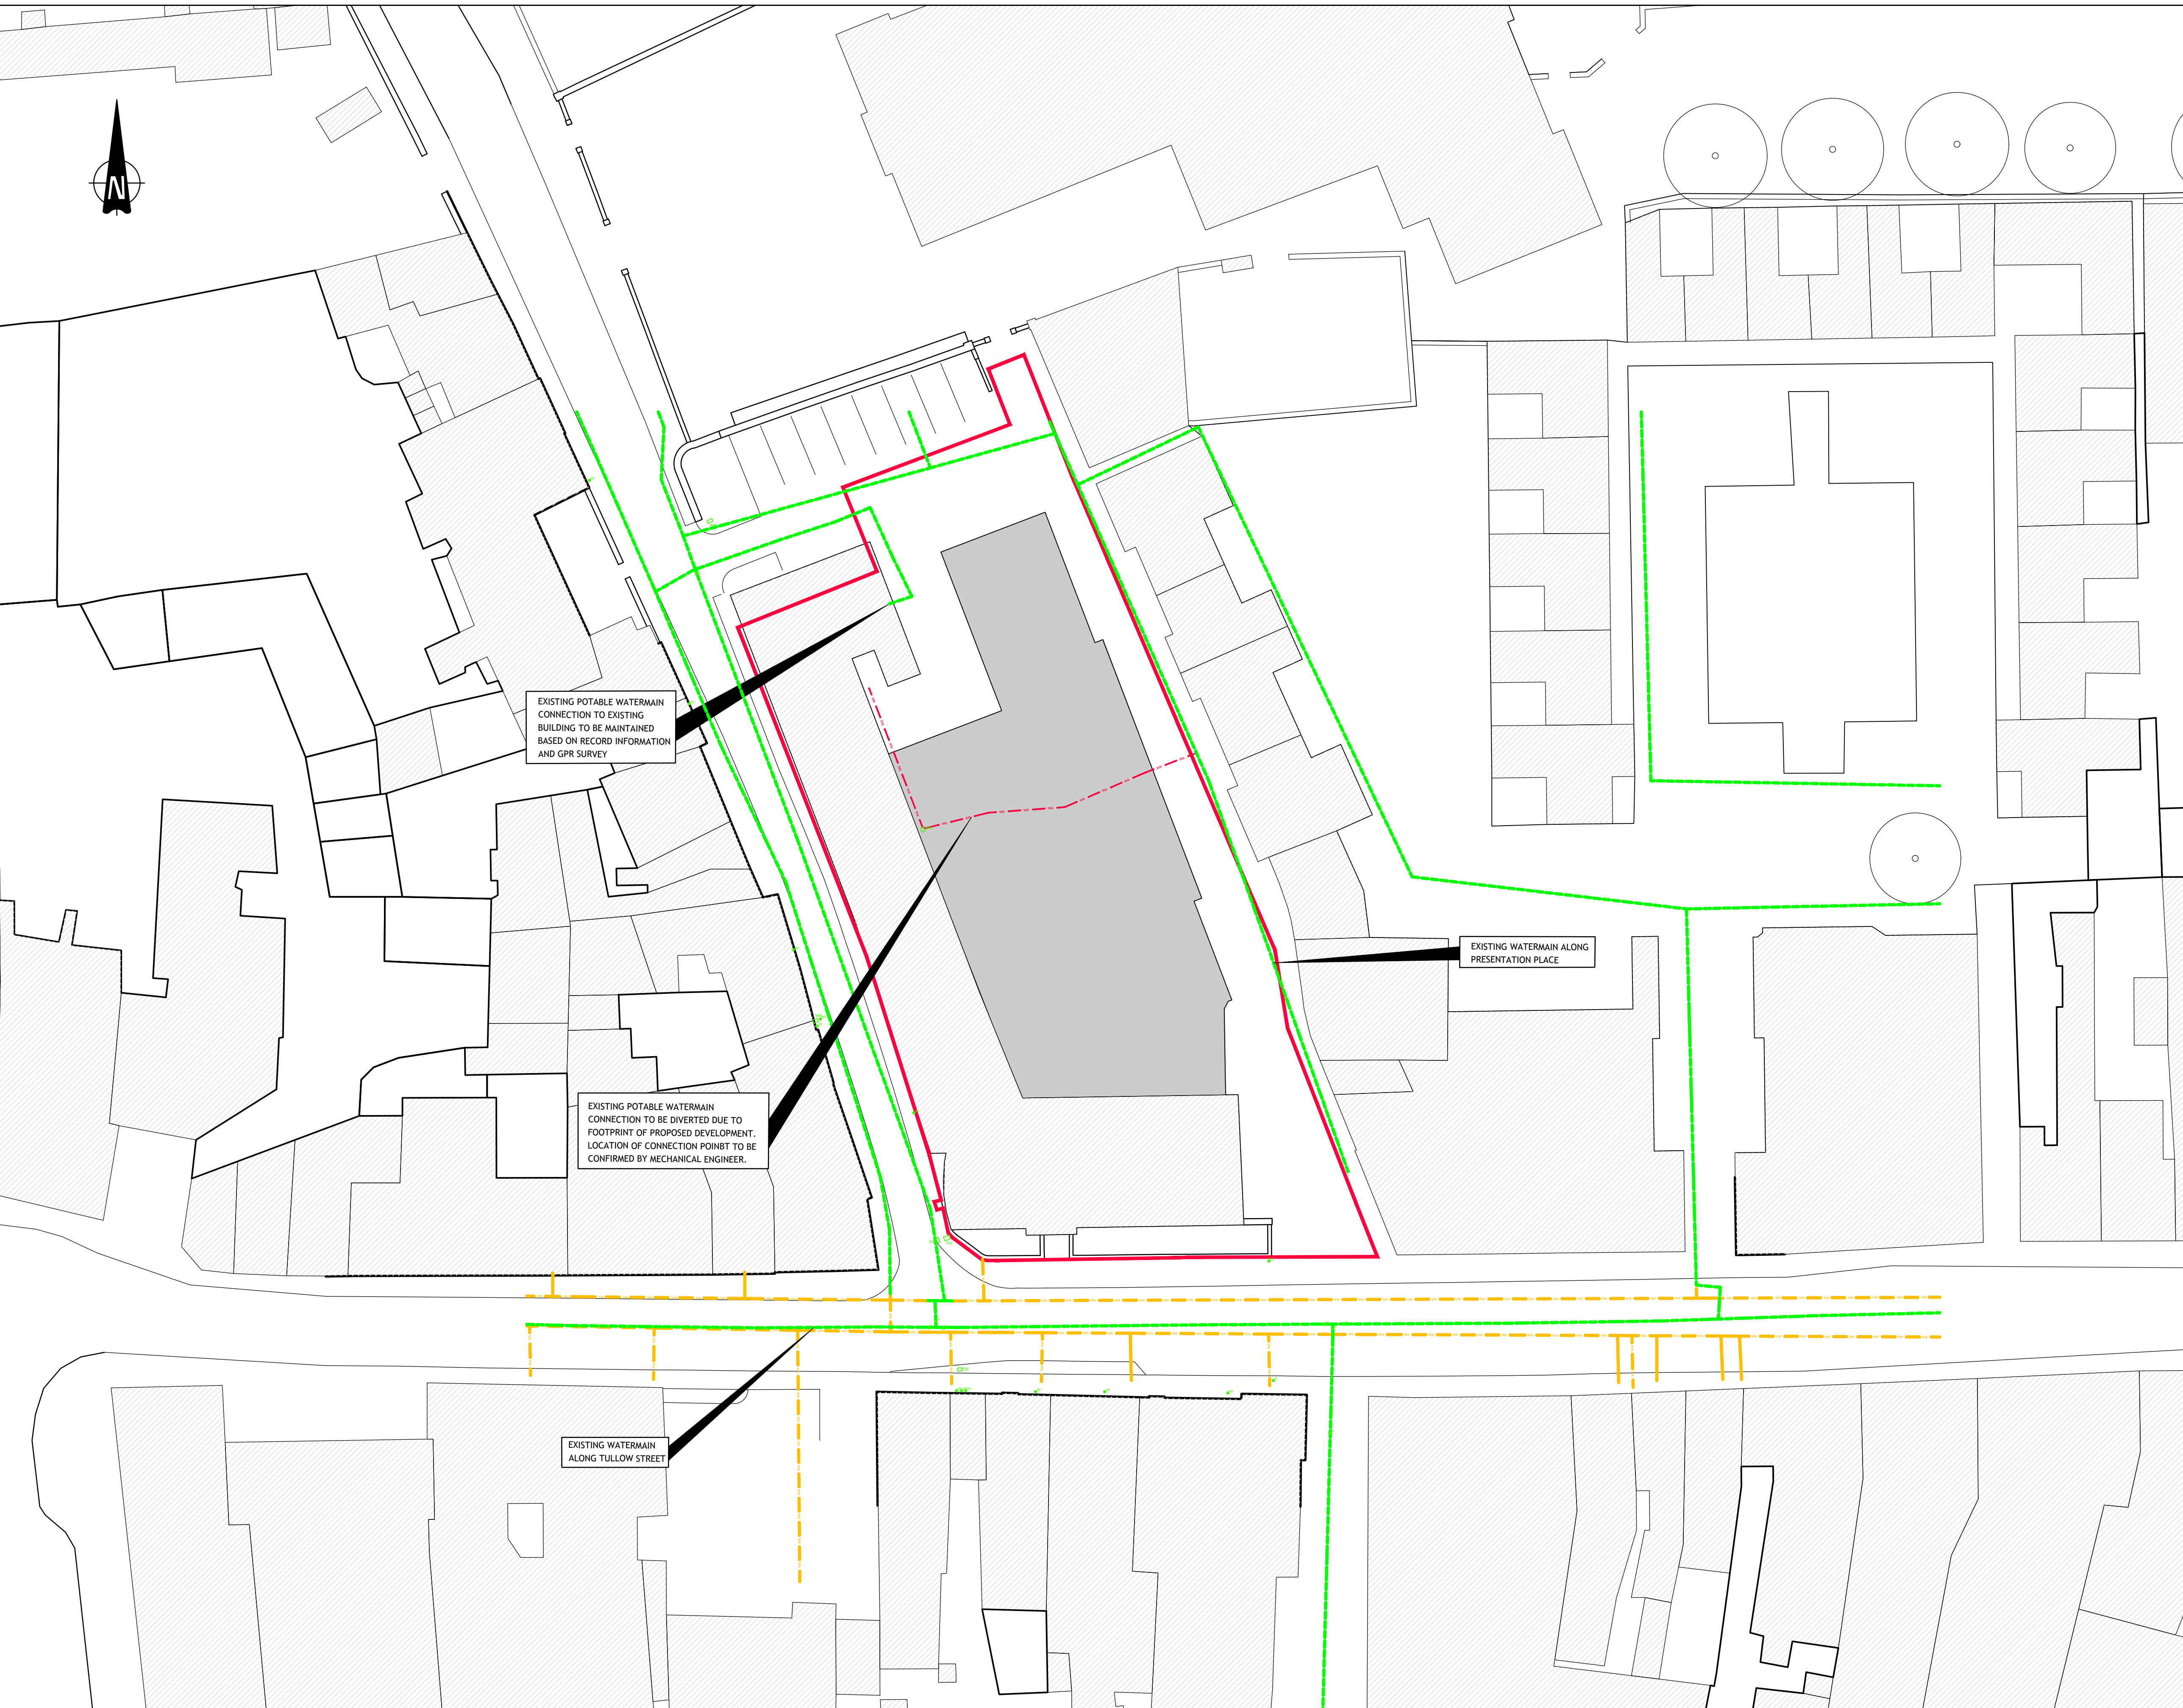 N
EXISTING POTABLE WATERMAIN
CONNECTION TO EXISTING
BUILDING TO BE MAINTAINED
BASED ON RECORD INFORMATION
AND GPR SURVEY
EXISTING WATERMAIN ALONG
PRESENTATION PLACE
EXISTING POTABLE WATERMAIN
CONNECTION TO BE DIVERTED DUE TO
FOOTPRINT OF PROPOSED DEVELOPMENT.
LOCATION OF CONNECTION POINBT TO BE
CONFIRMED BY MECHANICAL ENGINEER.
EXISTING WATERMAIN
ALONG TULLOW STREET